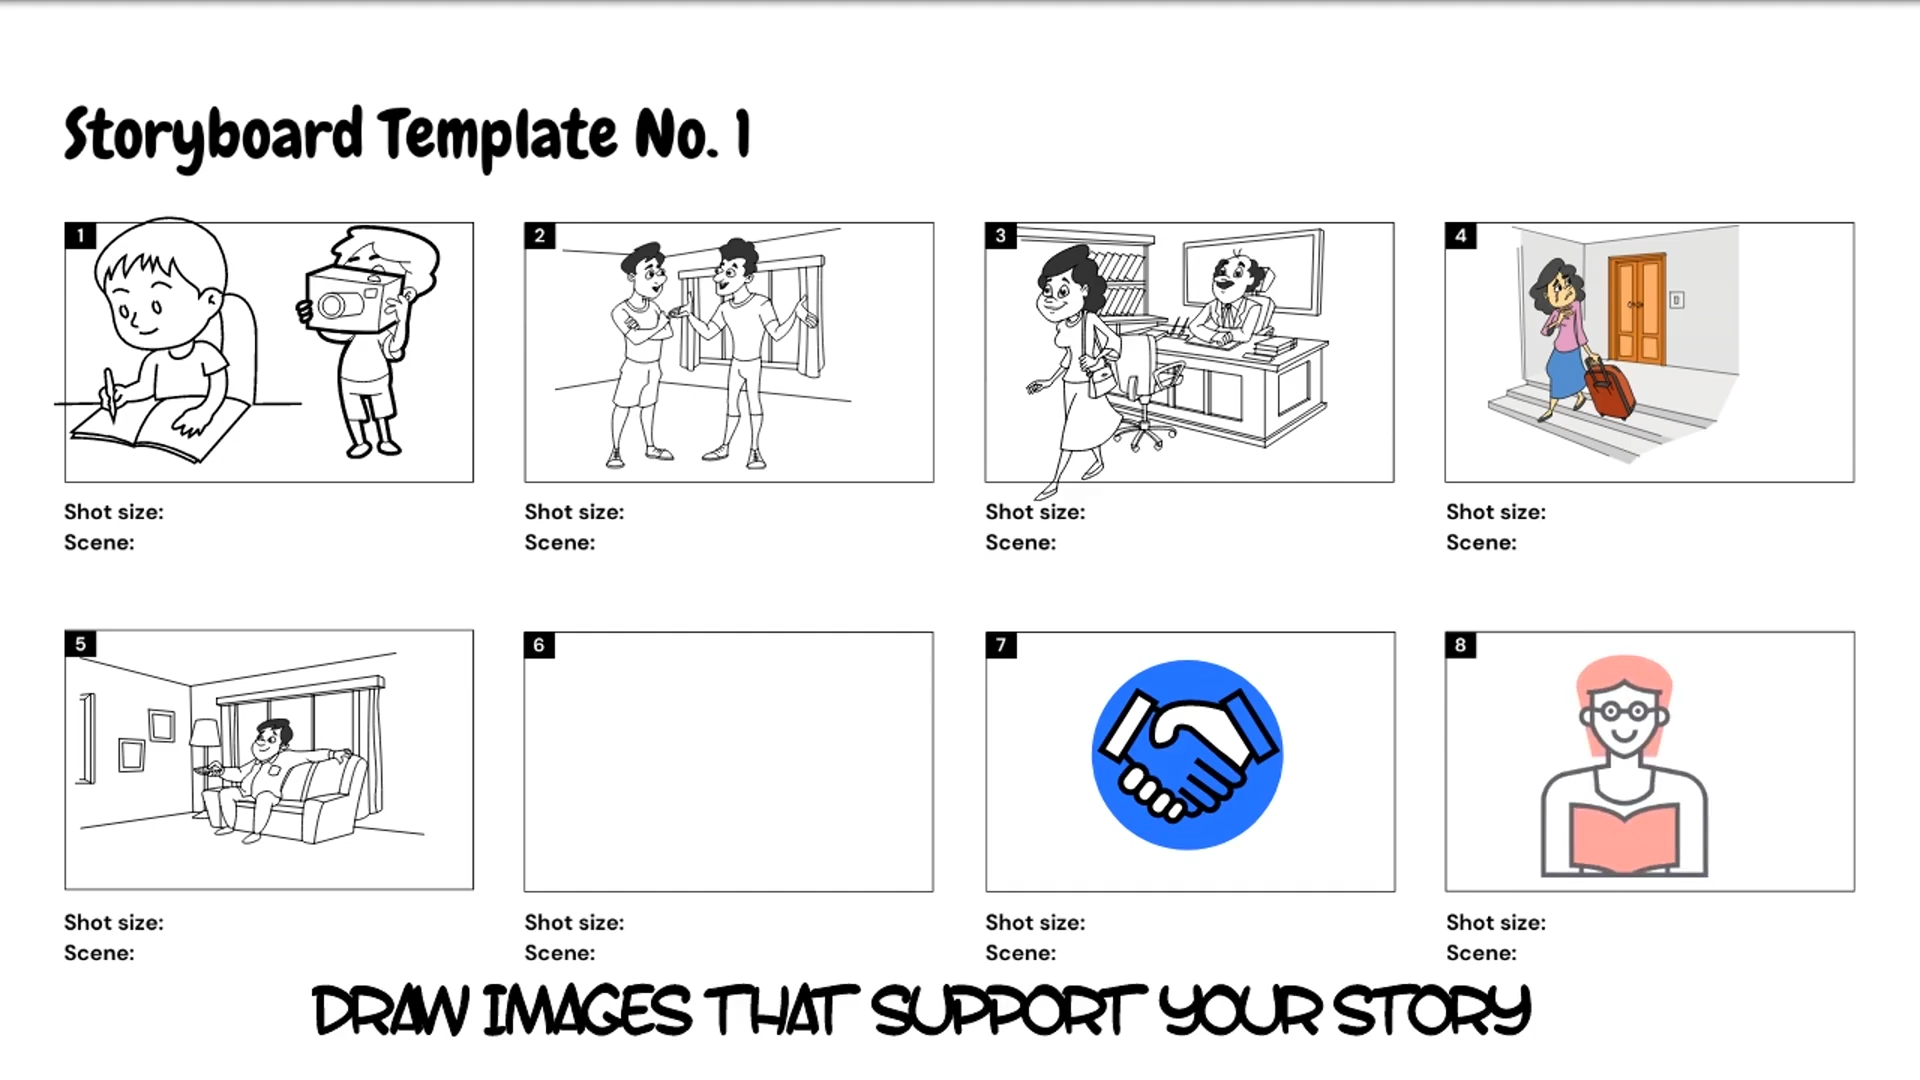 Storyboard Template No. 1
1
2
3
4
Shot size:
Scene:
Shot size:
Scene:
Shot size:
Scene:
Shot size:
Scene:
5
6
7
8
Shot size:
Scene:
Shot size:
Scene:
Shot size:
Scene:
Shot size:
Scene:
DRAW IMAGES THAT SUPPORT YOUR STORY